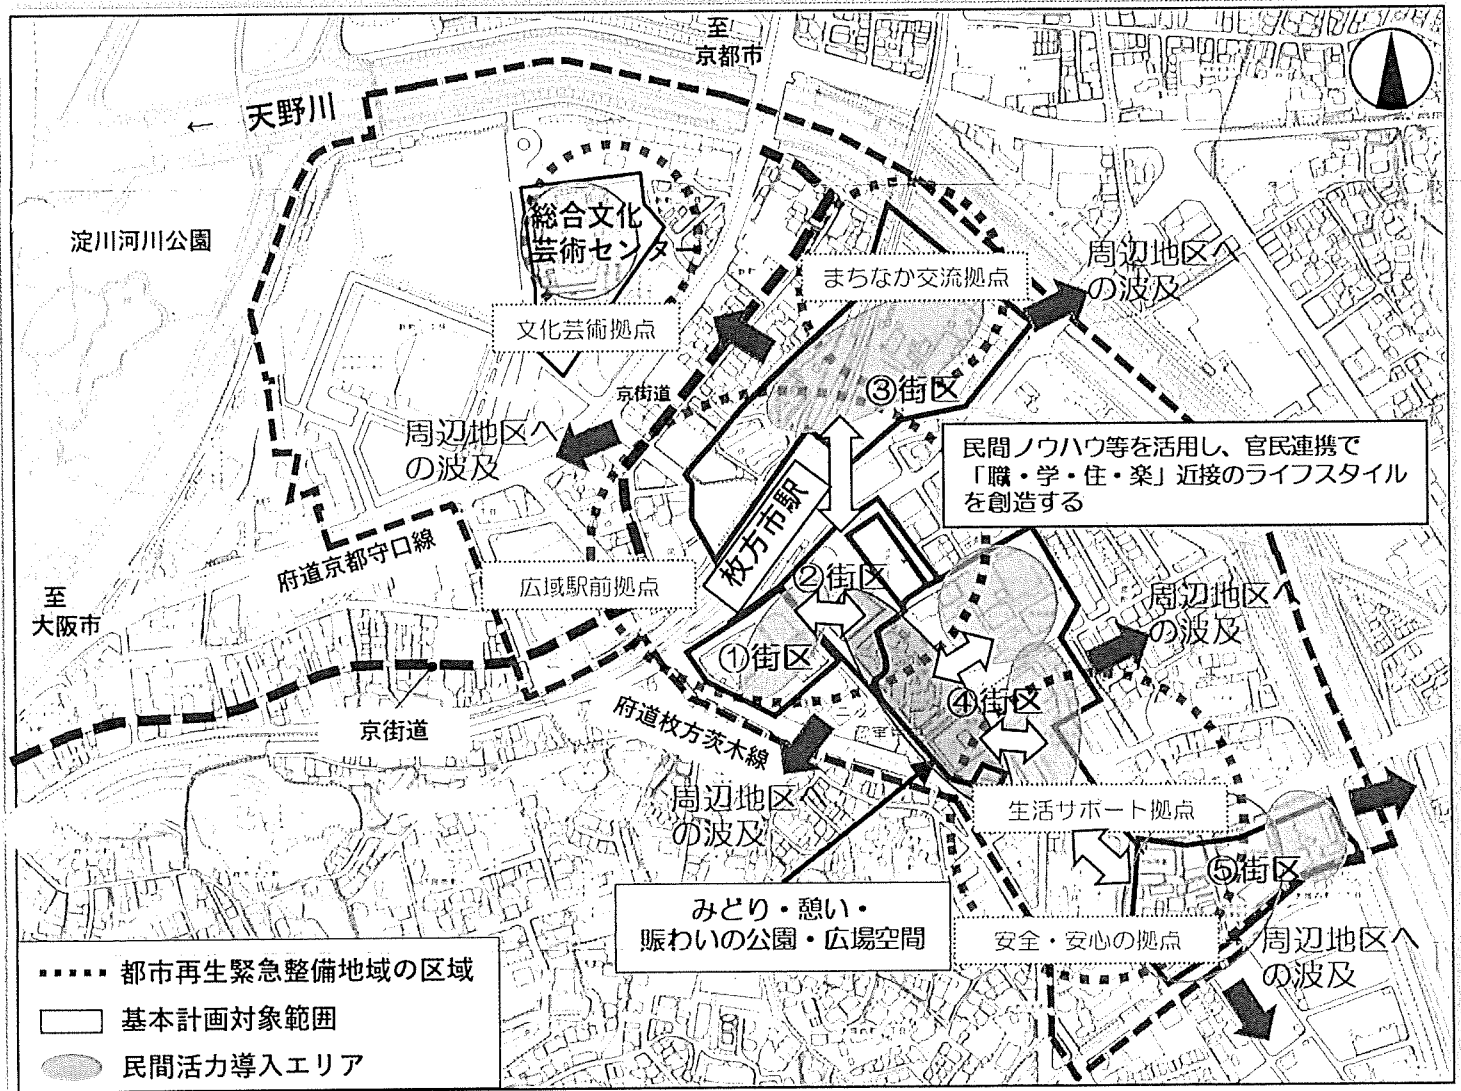 至
京都市
← 天野川
淀川河川公園
総合文化
芸術センター
まちなか交流拠点
周辺地区へ
の波及
文化芸術拠点
京街道
③街区
周辺地区へ
の波及
民間ノウハウ等を活用し、官民連携で
「職・学・住・楽」近接のライフスタイル
を創造する
枚方市駅
府道京都守口線
広域駅前拠点
②街区
周辺地区へ
の波及
至
大阪市
①街区
④街区
京街道
府道枚方茨木線
周辺地区へ
の波及
生活サポート拠点
⑤街区
みどり・憩い・
賑わいの公園・広場空間
安全・安心の拠点
周辺地区へ
の波及
都市再生緊急整備地域の区域
基本計画対象範囲
民間活力導入エリア